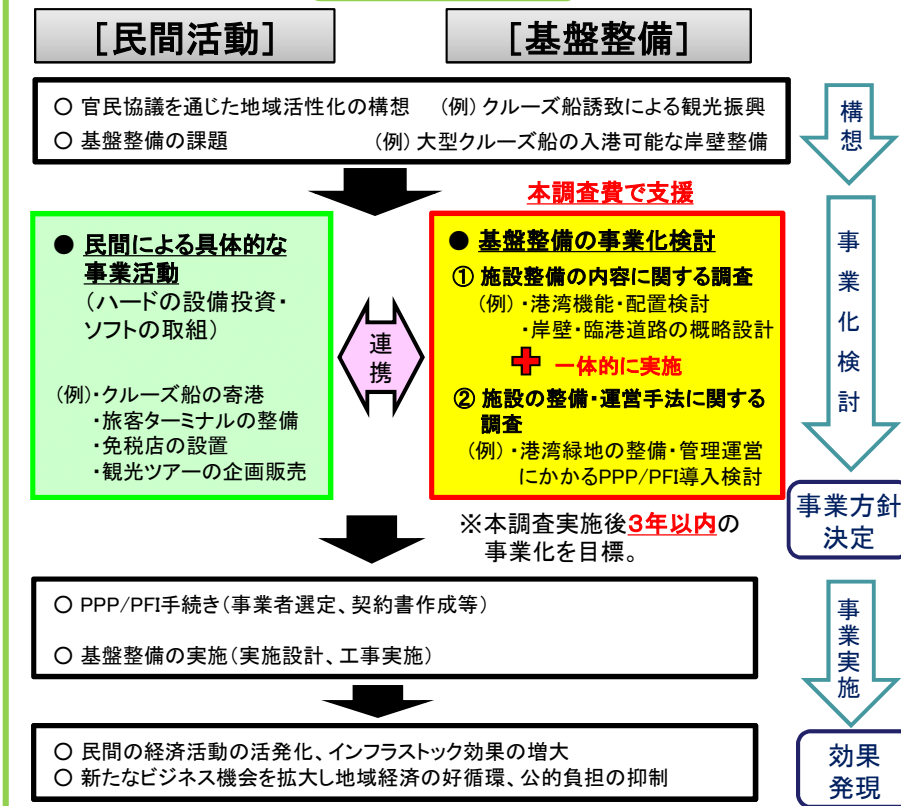 ［民間活動］
［基盤整備］
○ 官民協議を通じた地域活性化の構想　（例）クルーズ船誘致による観光振興
○ 基盤整備の課題　（例）大型クルーズ船の入港可能な岸壁整備
構想
本調査費で支援
● 民間による具体的な
事業活動
（ハードの設備投資・
ソフトの取組）
（例）・クルーズ船の寄港
・旅客ターミナルの整備
・免税店の設置
・観光ツアーの企画販売
連携
● 基盤整備の事業化検討
① 施設整備の内容に関する調査
（例）・港湾機能・配置検討
・岸壁・臨港道路の概略設計
一体的に実施
② 施設の整備・運営手法に関する
調査
（例）・港湾緑地の整備・管理運営
にかかるPPP/PFI導入検討
事業化検討
※本調査実施後3年以内の
事業化を目標。
事業方針
決定
○ PPP/PFI手続き（事業者選定、契約書作成等）
○ 基盤整備の実施（実施設計、工事実施）
事業実施
○ 民間の経済活動の活発化、インフラストック効果の増大
○ 新たなビジネス機会を拡大し地域経済の好循環、公的負担の抑制
効果
発現